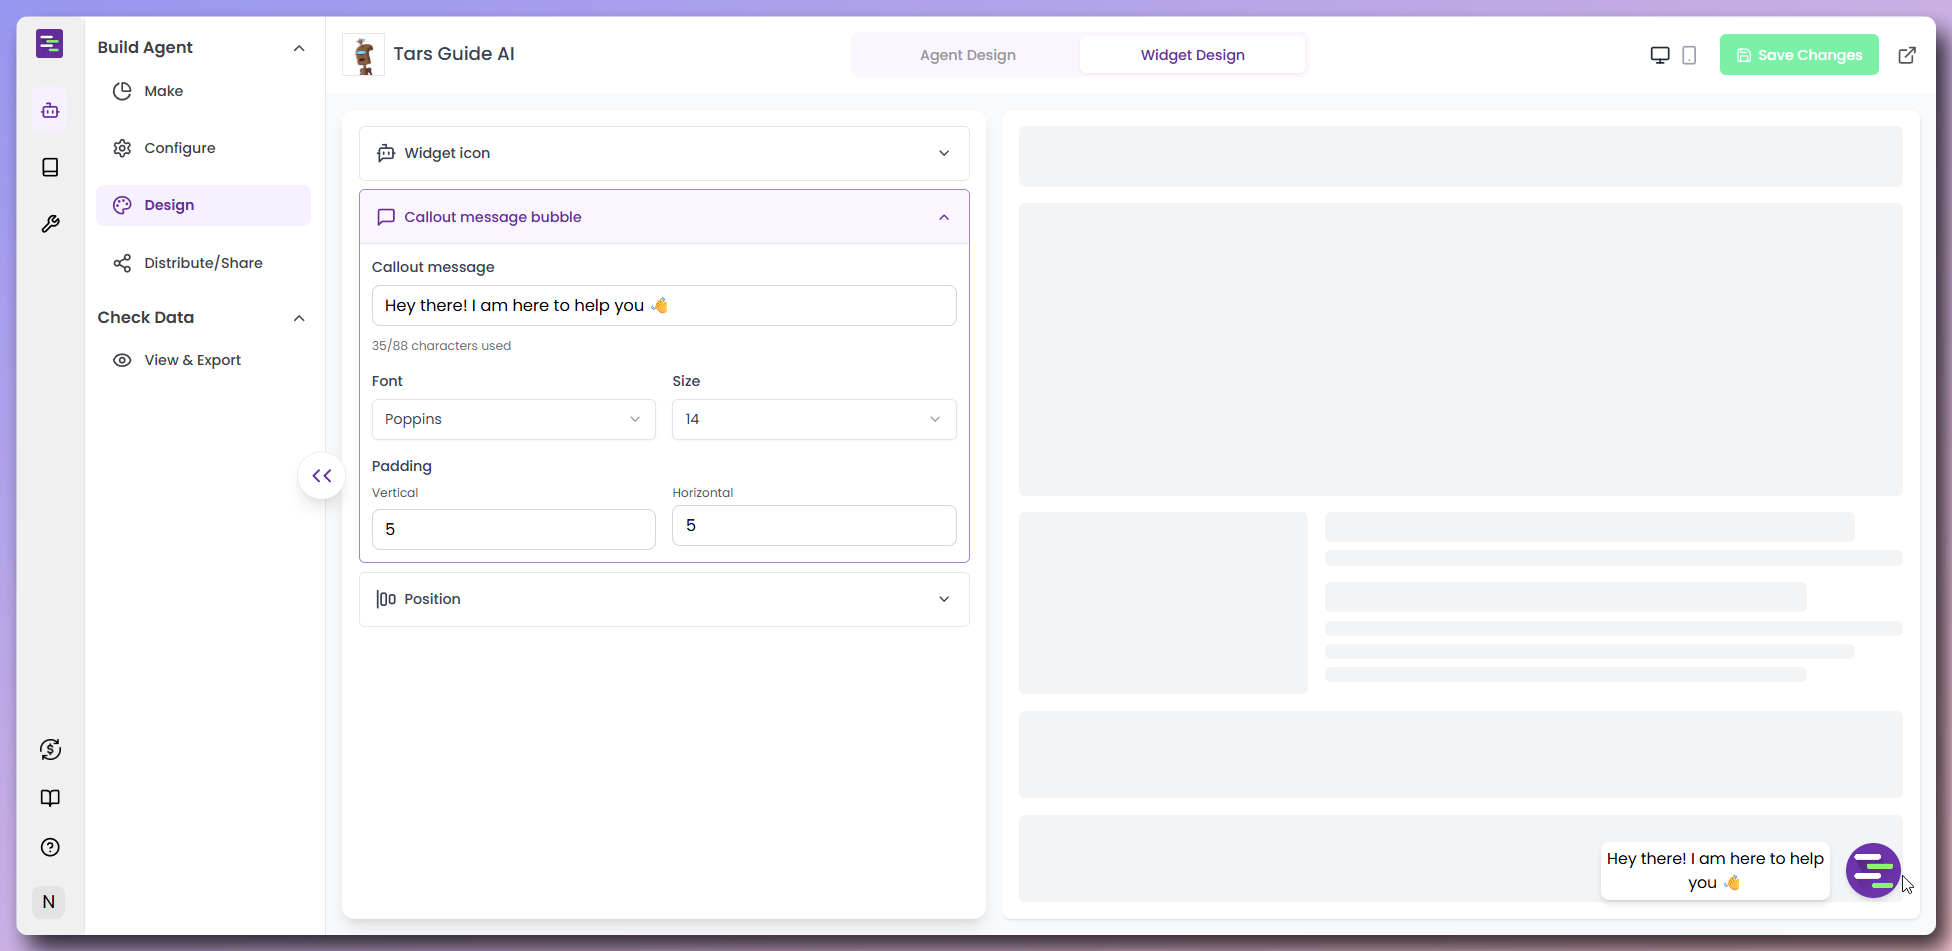 Build Agent
Make
Configure
Design
Distribute/Share
Check Data
View & Export
N
Tars Guide AI
Agent Design
Widget Design
Save Changes
Widget icon
Callout message bubble
Callout message
Hey there! I am here to help you 👋
35/88 characters used
Font
Size
Poppins
14
Padding
Vertical
Horizontal
5
5
Position
Hey there! I am here to help
you 👋